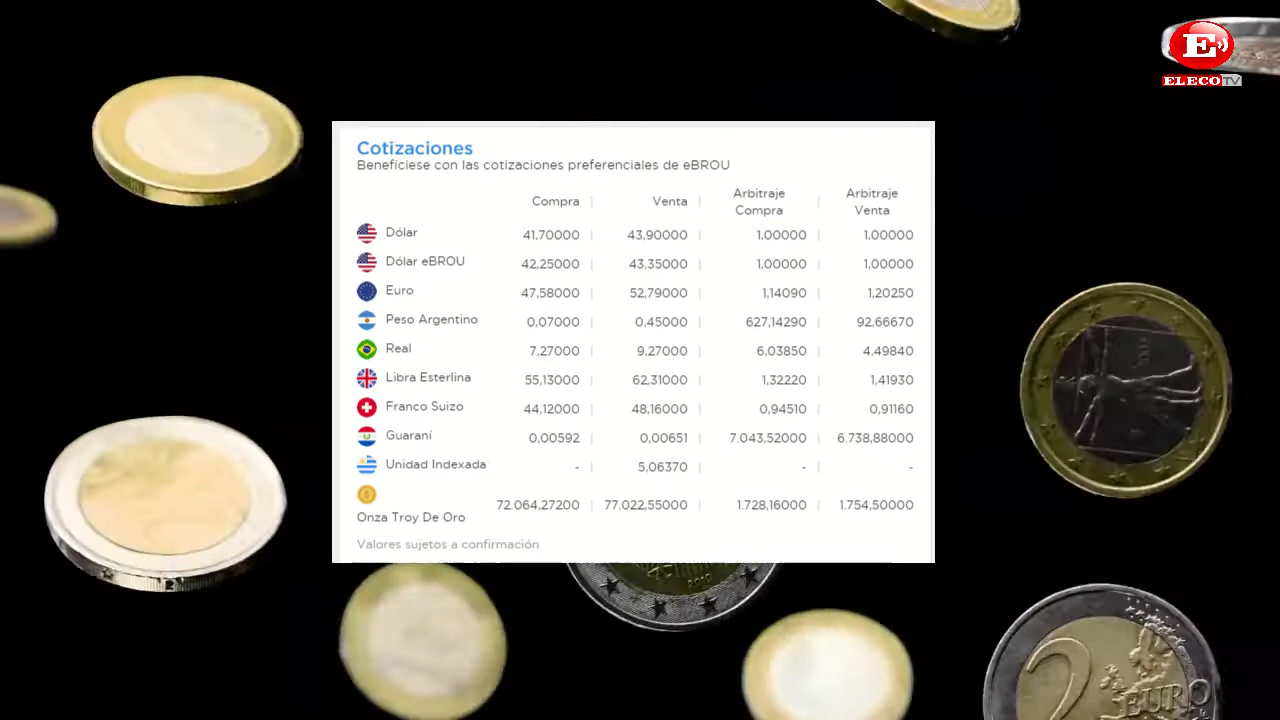 E
ELECO TV
Cotizaciones
Benefíciese con las cotizaciones preferenciales de eBROU
Compra | Venta | Arbitraje Compra | Arbitraje Venta
Dólar 41,70000 | 43,90000 | 1,00000 | 1,00000
Dólar eBROU 42,25000 | 43,35000 | 1,00000 | 1,00000
Euro 47,58000 | 52,79000 | 1,14090 | 1,20250
Peso Argentino 0,07000 | 0,45000 | 627,14290 | 92,66670
Real 7,27000 | 9,27000 | 6,03850 | 4,49840
Libra Esterlina 55,13000 | 62,31000 | 1,32220 | 1,41930
Franco Suizo 44,12000 | 48,16000 | 0,94510 | 0,91160
Guaraní 0,00592 | 0,00651 | 7.043,52000 | 6.738,88000
Unidad Indexada - | 5,06370 | - | -
Onza Troy De Oro 72.064,27200 | 77.022,55000 | 1.728,16000 | 1.754,50000
Valores sujetos a confirmación
2
2 EURO